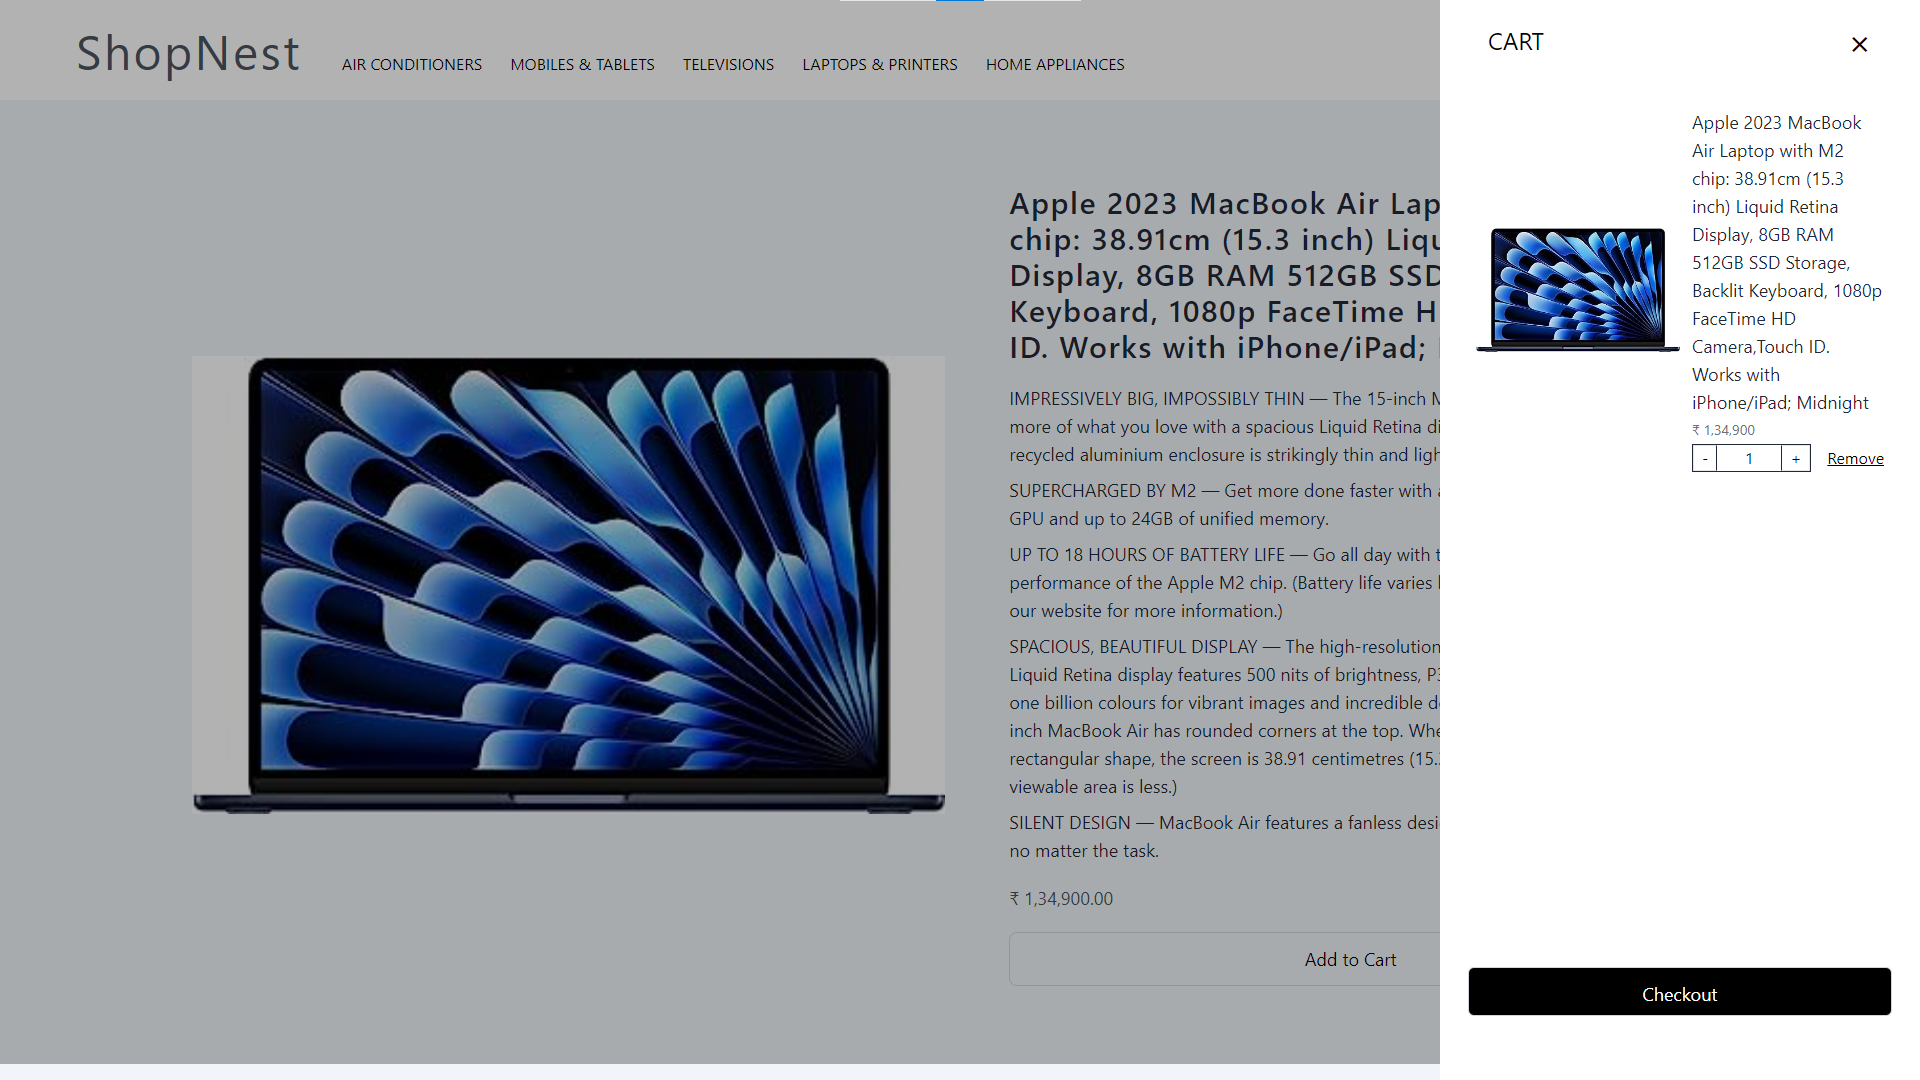 ShopNest
AIR CONDITIONERS
MOBILES & TABLETS
TELEVISIONS
LAPTOPS & PRINTERS
HOME APPLIANCES
Apple 2023 MacBook Air Lap
chip: 38.91cm (15.3 inch) Liqu
Display, 8GB RAM 512GB SSD
Keyboard, 1080p FaceTime H
ID. Works with iPhone/iPad;
IMPRESSIVELY BIG, IMPOSSIBLY THIN — The 15-inch M
more of what you love with a spacious Liquid Retina di
recycled aluminium enclosure is strikingly thin and ligh
SUPERCHARGED BY M2 — Get more done faster with a
GPU and up to 24GB of unified memory.
UP TO 18 HOURS OF BATTERY LIFE — Go all day with t
performance of the Apple M2 chip. (Battery life varies
our website for more information.)
SPACIOUS, BEAUTIFUL DISPLAY — The high-resolution
Liquid Retina display features 500 nits of brightness, P3
one billion colours for vibrant images and incredible d
inch MacBook Air has rounded corners at the top. Whe
rectangular shape, the screen is 38.91 centimetres (15.
viewable area is less.)
SILENT DESIGN — MacBook Air features a fanless desi
no matter the task.
₹ 1,34,900.00
Add to Cart
CART
Apple 2023 MacBook
Air Laptop with M2
chip: 38.91cm (15.3
inch) Liquid Retina
Display, 8GB RAM
512GB SSD Storage,
Backlit Keyboard, 1080p
FaceTime HD
Camera,Touch ID.
Works with
iPhone/iPad; Midnight
₹ 1,34,900
- 1 + Remove
Checkout